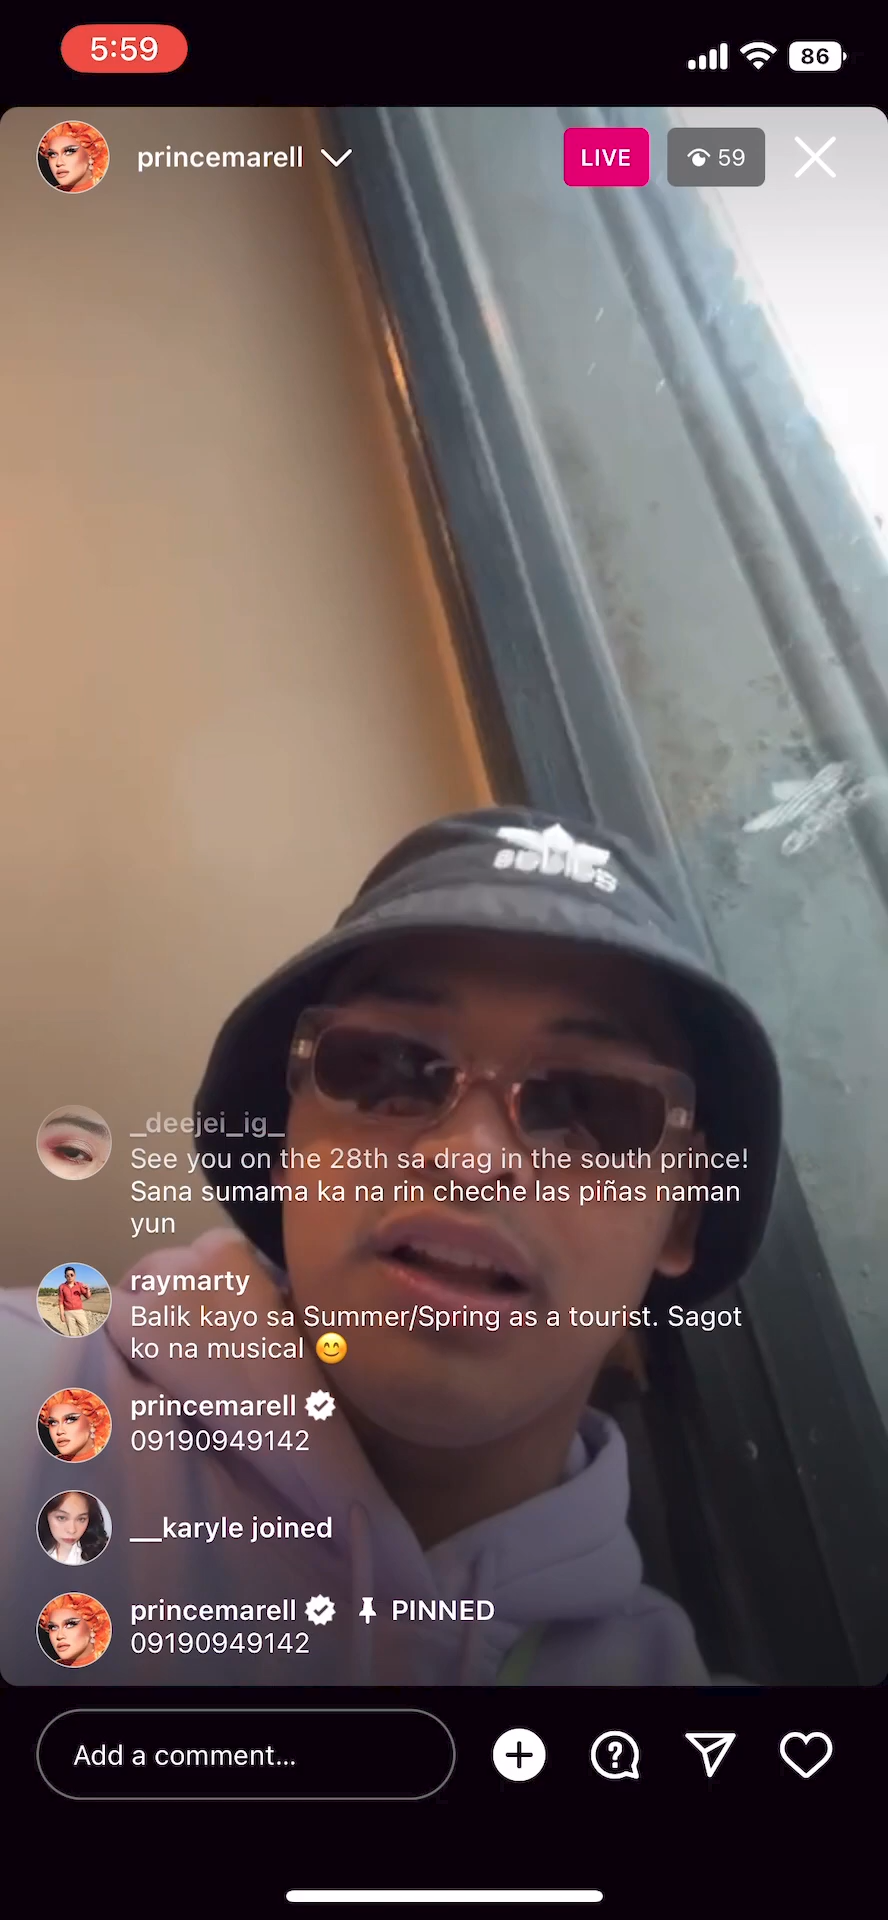 5:59
86
princemarell
LIVE
59
adidas
_deejei_ig_
See you on the 28th sa drag in the south prince!
Sana sumama ka na rin cheche las piñas naman
yun
raymarty
Balik kayo sa Summer/Spring as a tourist. Sagot
ko na musical 😊
princemarell
09190949142
__karyle joined
princemarell PINNED
09190949142
Add a comment...